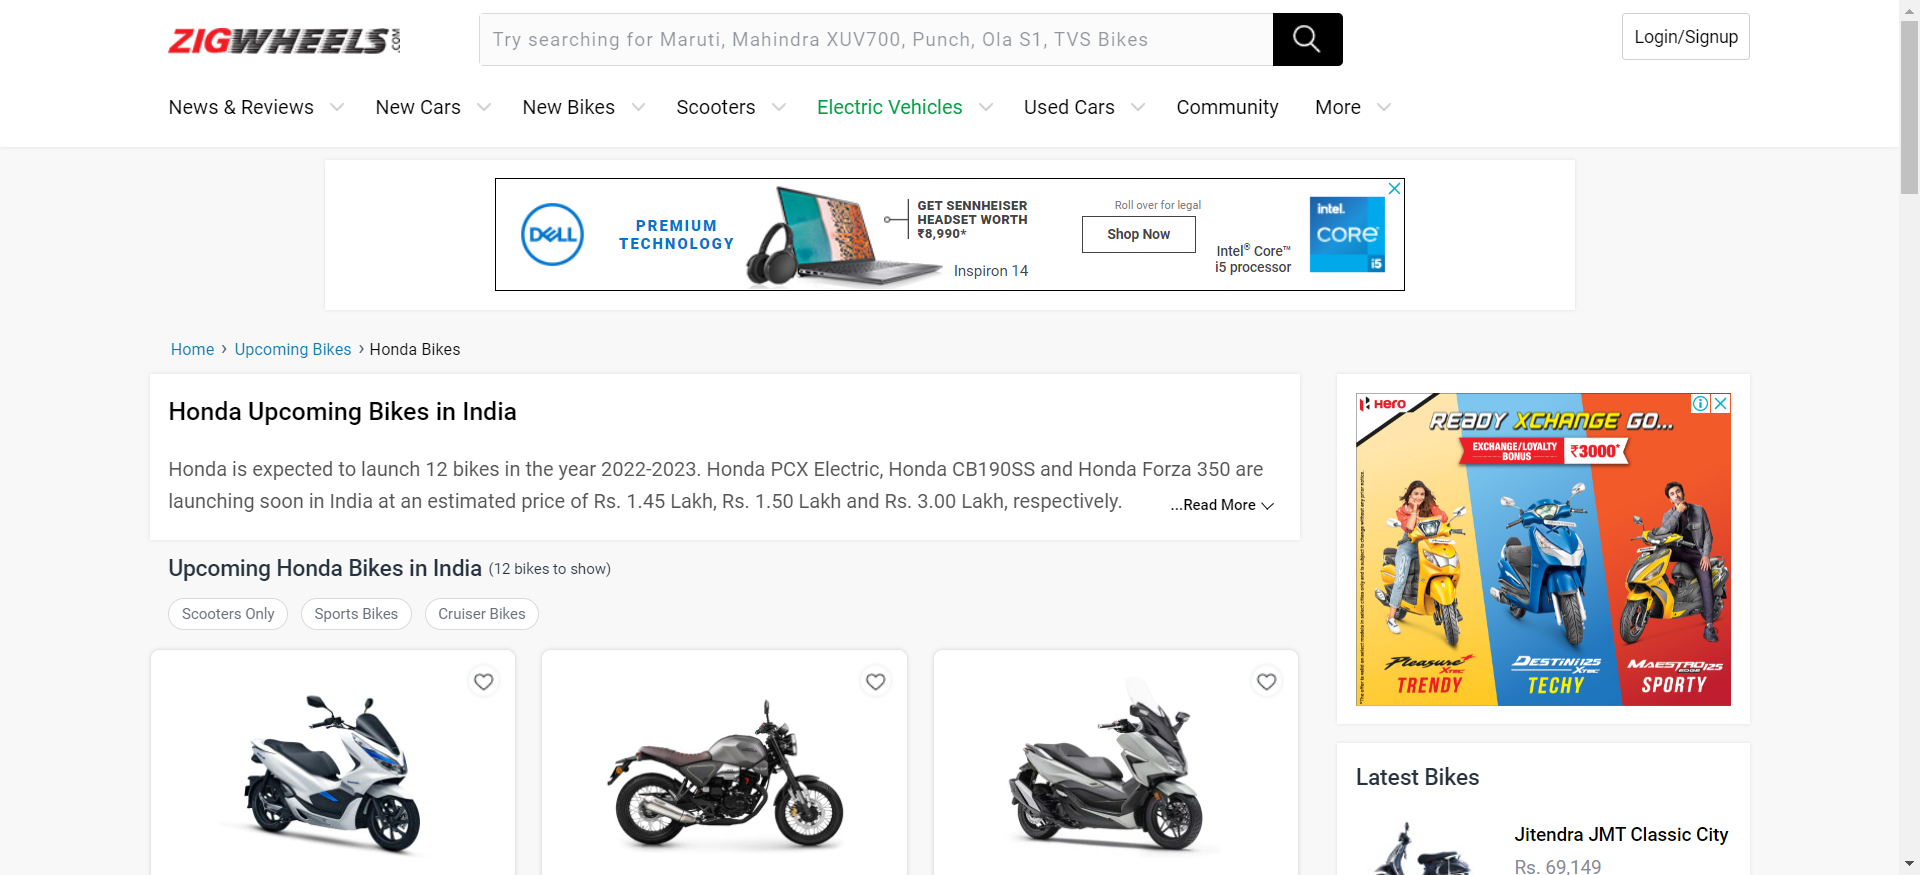 ZIGWHEELS.COM
Try searching for Maruti, Mahindra XUV700, Punch, Ola S1, TVS Bikes
Login/Signup
News & Reviews
New Cars
New Bikes
Scooters
Electric Vehicles
Used Cars
Community
More
DELL
PREMIUM
TECHNOLOGY
GET SENNHEISER
HEADSET WORTH
₹8,990*
Inspiron 14
Roll over for legal
Shop Now
Intel® Core™
i5 processor
intel.
CORE
i5
Home › Upcoming Bikes › Honda Bikes
Honda Upcoming Bikes in India
Honda is expected to launch 12 bikes in the year 2022-2023. Honda PCX Electric, Honda CB190SS and Honda Forza 350 are
launching soon in India at an estimated price of Rs. 1.45 Lakh, Rs. 1.50 Lakh and Rs. 3.00 Lakh, respectively.
...Read More
Upcoming Honda Bikes in India (12 bikes to show)
Scooters Only
Sports Bikes
Cruiser Bikes
Hero
READY XCHANGE GO...
EXCHANGE/LOYALTY
BONUS
₹3000*
Pleasure+
XTEC
TRENDY
DESTINI125
XTEC
TECHY
MAESTRO125
EDGE
SPORTY
Latest Bikes
Jitendra JMT Classic City
Rs. 69,149